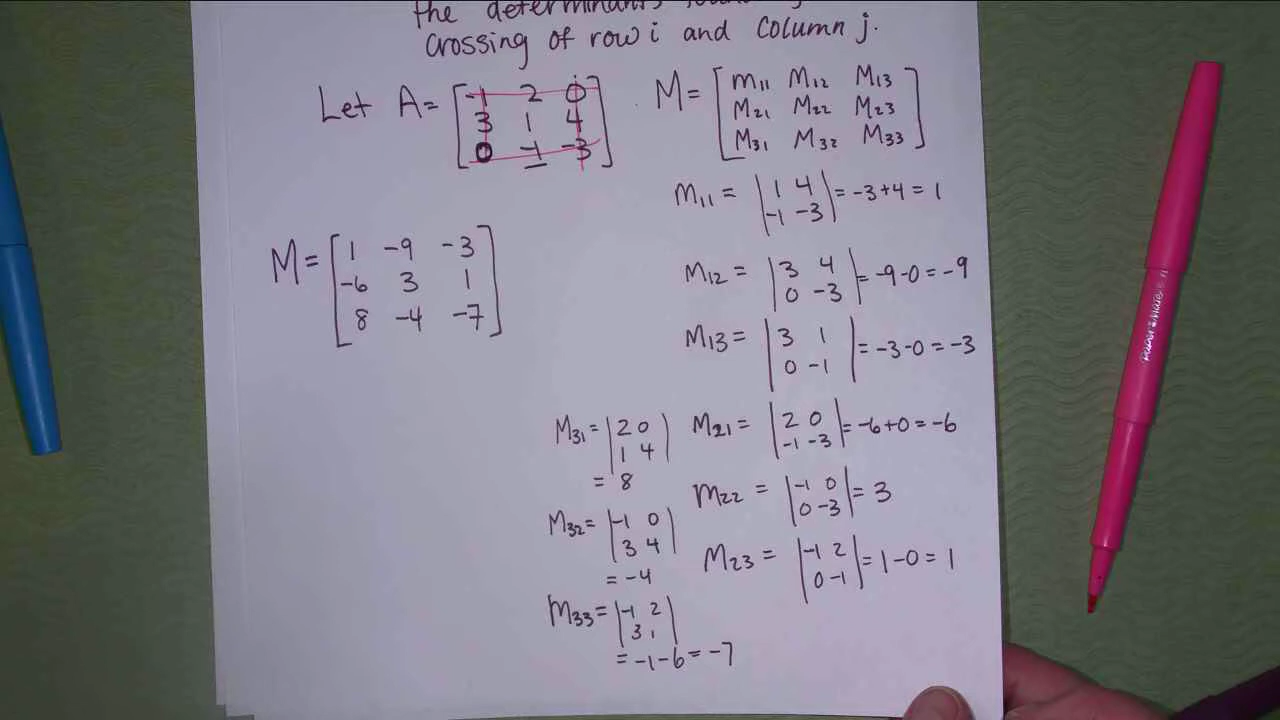 the determinants
crossing of row i and column j.
Let A = [-1 2 0
3 1 4
0 -1 -3]
M = [M11 M12 M13
M21 M22 M23
M31 M32 M33]
M11 = |1 4
-1 -3| = -3+4 = 1
M = [1 -9 -3
-6 3 1
8 -4 -7]
M12 = |3 4
0 -3| = -9-0 = -9
M13 = |3 1
0 -1| = -3-0 = -3
M21 = |2 0
-1 -3| = -6+0 = -6
M22 = |-1 0
0 -3| = 3
M23 = |-1 2
0 -1| = 1-0 = 1
M31 = |2 0
1 4|
= 8
M32 = |-1 0
3 4|
= -4
M33 = |-1 2
3 1|
= -1-6 = -7
PAPER MATE